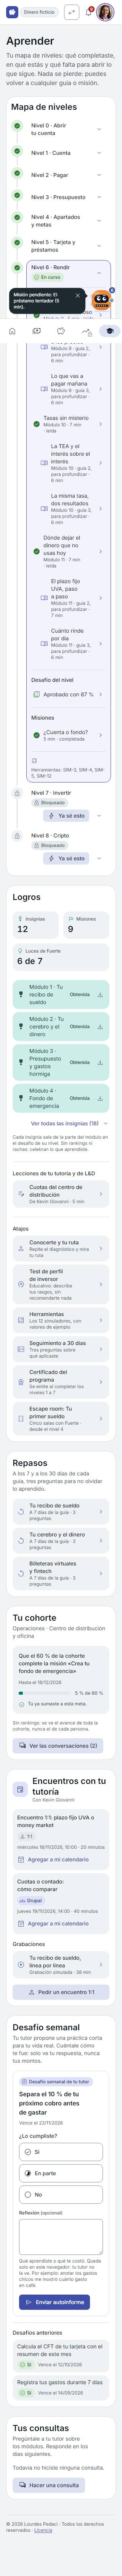 Dinero ficticio
6
Aprender
Tu mapa de niveles: qué completaste,
en qué estás y qué falta para abrir lo
que sigue. Nada se pierde: puedes
volver a cualquier guía o misión.
Mapa de niveles
Nivel 0 · Abrir
tu cuenta
Nivel 1 · Cuenta
Nivel 2 · Pagar
Nivel 3 · Presupuesto
Nivel 4 · Apartados
y metas
Nivel 5 · Tarjeta y
préstamos
Nivel 6 · Rendir
En curso
Misión pendiente: El
préstamo tentador (5
min).
Módulo 9 · guía 2,
para profundizar ·
6 min
Lo que vas a
pagar mañana
Módulo 9 · guía 3,
para profundizar ·
6 min
Tasas sin misterio
Módulo 10 · 7 min
· leída
La TEA y el
interés sobre el
interés
Módulo 10 · guía 2,
para profundizar ·
6 min
La misma tasa,
dos resultados
Módulo 10 · guía 3,
para profundizar ·
6 min
Dónde dejar el
dinero que no
usas hoy
Módulo 11 · 7 min
· leída
El plazo fijo
UVA, paso
a paso
Módulo 11 · guía 2,
para profundizar ·
7 min
Cuánto rinde
por día
Módulo 11 · guía 3,
para profundizar ·
6 min
Desafío del nivel
Aprobado con 87 %
Misiones
¿Cuenta o fondo?
5 min · completada
Herramientas: SIM-3, SIM-4, SIM-
5, SIM-12
Nivel 7 · Invertir
Bloqueado
Ya sé esto
Nivel 8 · Cripto
Bloqueado
Ya sé esto
Logros
Insignias
12
Misiones
9
Luces de Fuerte
6 de 7
Módulo 1 · Tu
recibo de
sueldo
Obtenida
Módulo 2 · Tu
cerebro y el
dinero
Obtenida
Módulo 3 ·
Presupuesto
y gastos
hormiga
Obtenida
Módulo 4 ·
Fondo de
emergencia
Obtenida
Ver todas las insignias (16)
Cada insignia sale de la parte del modulo en
el desafío de su nivel. Sin rankings ni
rachas: celebran lo que aprendiste.
Lecciones de tu tutoría y de L&D
Cuotas del centro de
distribución
De Kevin Giovanni · 5 min
Atajos
Conocerte y tu ruta
Repite el diagnóstico y mira
tu ruta
Test de perfil
de inversor
Educativo: describe
tus rasgos, sin
recomendarte nada
Herramientas
Los 12 simuladores, con
valores de ejemplo
Seguimiento a 30 días
Tres preguntas sobre
qué aplicaste
Certificado del
programa
Se emite al completar los
niveles 1 a 7
Escape room: Tu
primer sueldo
Cinco salas con Fuerte ·
desde el nivel 4
Repasos
A los 7 y a los 30 días de cada
guía, tres preguntas para no olvidar
lo aprendido.
Tu recibo de sueldo
A 7 días de la guía · 3
preguntas
Tu cerebro y el dinero
A 7 días de la guía · 3
preguntas
Billeteras virtuales
y fintech
A 7 días de la guía · 3
preguntas
Tu cohorte
Operaciones · Centro de distribución
y oficina
Que el 60 % de la cohorte
complete la misión «Crea tu
fondo de emergencia»
Hasta el 18/12/2026
5 % de 60 %
Tú ya sumaste a esta meta.
Sin rankings: se ve el avance de toda la
cohorte, nunca el de cada persona.
Ver las conversaciones (2)
Encuentros con tu
tutoría
Con Kevin Giovanni
Encuentro 1:1: plazo fijo UVA o
money market
1:1
miércoles 18/11/2026, 10:00 · 20 minutos
Agregar a mi calendario
Cuotas o contado:
cómo comparar
Grupal
jueves 19/11/2026, 14:00 · 40 minutos
Agregar a mi calendario
Grabaciones
Tu recibo de sueldo,
línea por línea
Grabación simulada · 38 min
Pedir un encuentro 1:1
Desafío semanal
Tu tutor propone una práctica corta
para tu vida real. Cuéntale cómo
te fue: solo ve tu respuesta, nunca
tus montos.
Desafío semanal de tu tutor
Separa el 10 % de tu
próximo cobro antes
de gastar
Vence el 22/11/2026
¿Lo cumpliste?
Sí
En parte
No
Reflexión (opcional)
Qué aprendiste o qué te costó. Queda
solo en este navegador: tu tutor no
la ve. Por ejemplo: anotar los gastos
chicos me mostró cuánto gasto
en café.
Enviar autoinforme
Desafíos anteriores
Calcula el CFT de tu tarjeta con el
resumen de este mes
Sí
Vence el 12/10/2026
Registra tus gastos durante 7 días
Sí
Vence el 14/09/2026
Tus consultas
Pregúntale a tu tutor sobre
los módulos. Responde en los
días siguientes.
Todavía no hiciste ninguna consulta.
Hacer una consulta
© 2026 Lourdes Pedaci · Todos los derechos
reservados · Licencia